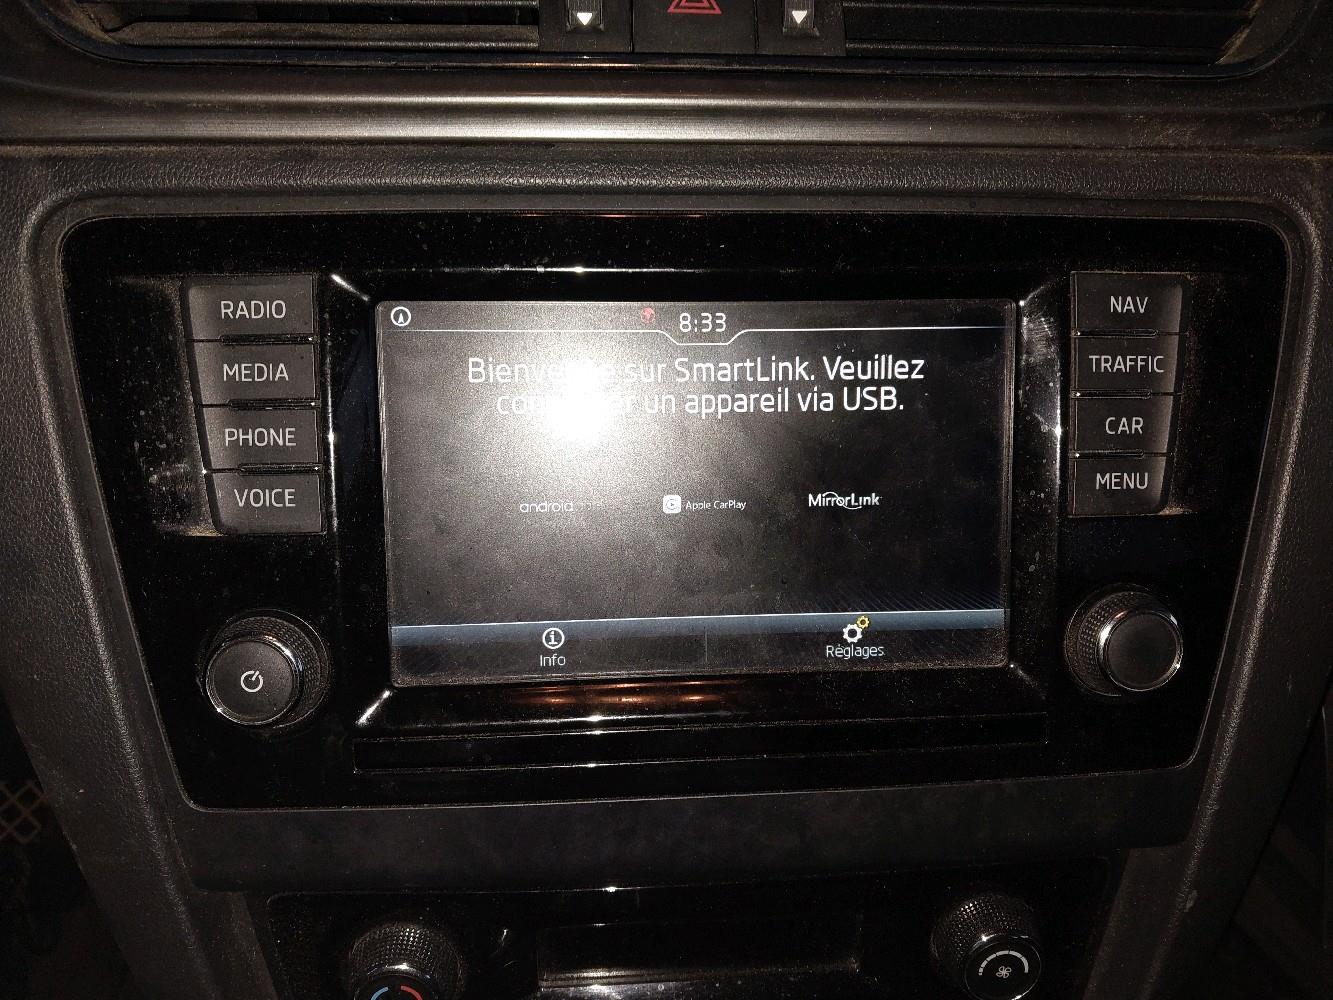 RADIO
MEDIA
PHONE
VOICE
8:33
sur SmartLink. Veuillez
un appareil via USB.
android
Apple CarPlay
MirrorLink
Info
Réglages
NAV
TRAFFIC
CAR
MENU